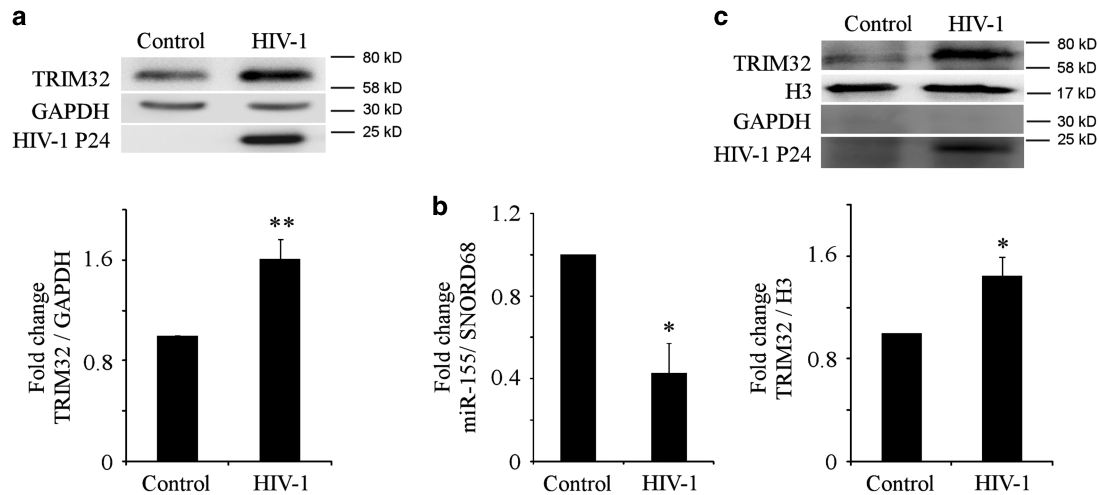 a
Control HIV-1
80 kD
TRIM32
58 kD
GAPDH
30 kD
25 kD
HIV-1 P24
Fold change
TRIM32 / GAPDH
1.6
0.8
0
**
Control HIV-1
b
Fold change
miR-155/ SNORD68
1.2
0.8
0.4
0
*
Control HIV-1
c
Control HIV-1
80 kD
TRIM32
58 kD
H3
17 kD
GAPDH
30 kD
25 kD
HIV-1 P24
Fold change
TRIM32 / H3
1.6
0.8
0
*
Control HIV-1